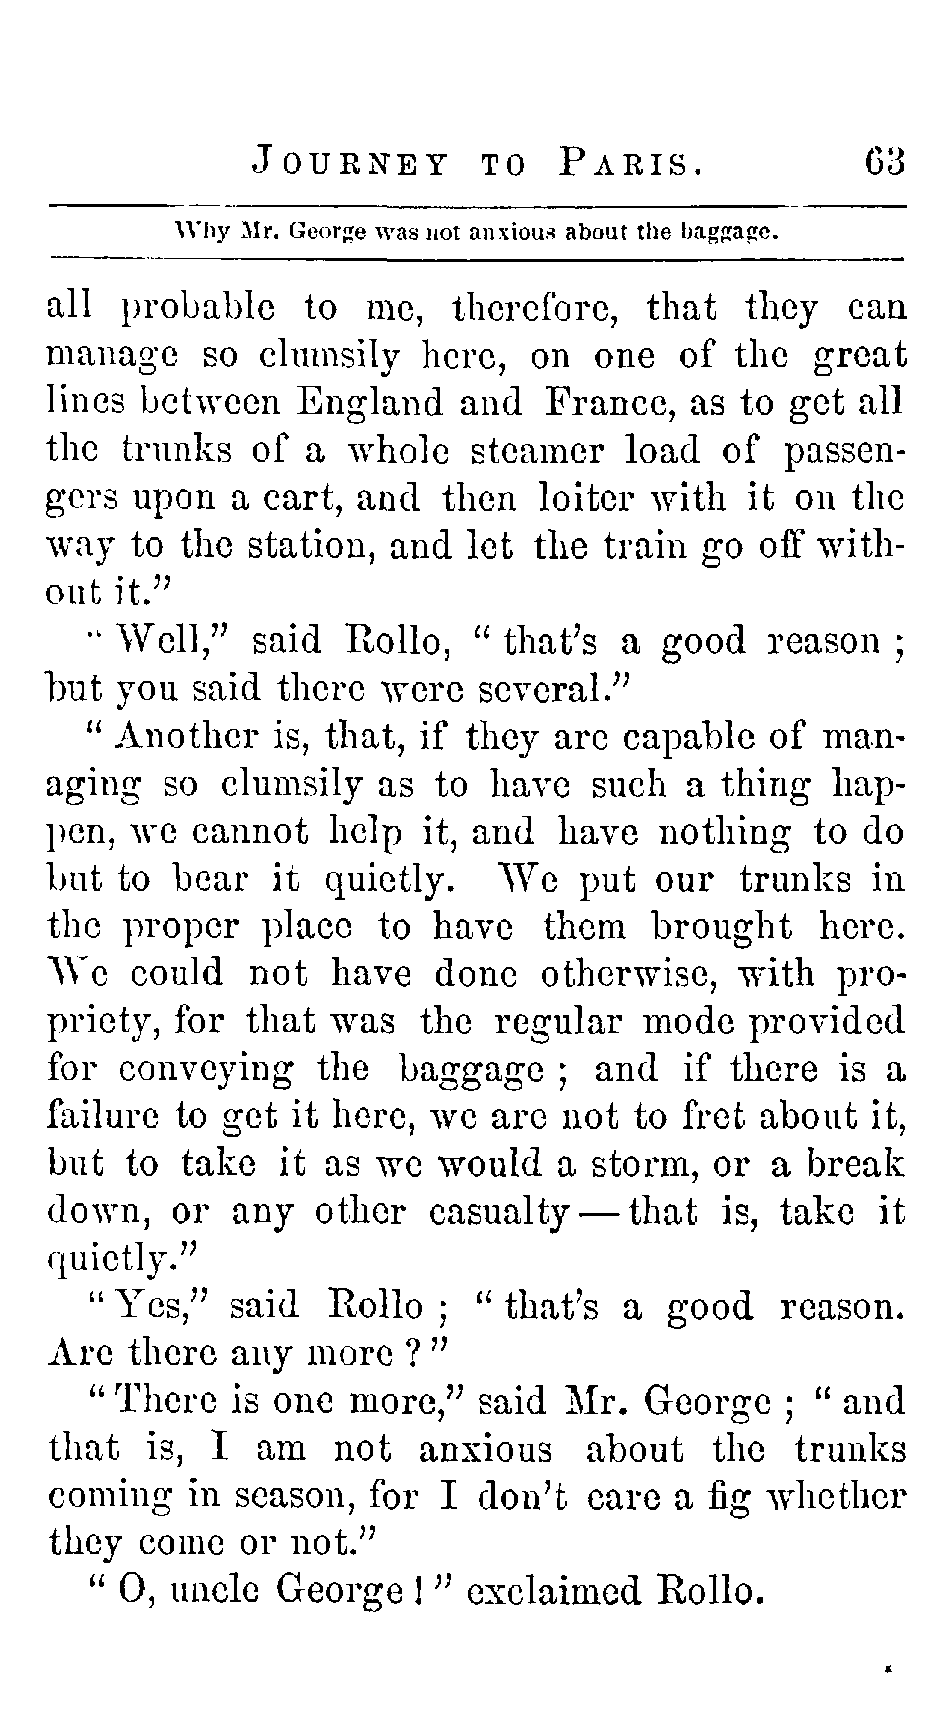 JOURNEY TO PARIS. 63
Why Mr. George was not anxious about the baggage.
all probable to me, therefore, that they can
manage so clumsily here, on one of the great
lines between England and France, as to get all
the trunks of a whole steamer load of passen-
gers upon a cart, and then loiter with it on the
way to the station, and let the train go off with-
out it.”
“ Well,” said Rollo, “ that’s a good reason ;
but you said there were several.”
“ Another is, that, if they are capable of man-
aging so clumsily as to have such a thing hap-
pen, we cannot help it, and have nothing to do
but to bear it quietly. We put our trunks in
the proper place to have them brought here.
We could not have done otherwise, with pro-
priety, for that was the regular mode provided
for conveying the baggage ; and if there is a
failure to get it here, we are not to fret about it,
but to take it as we would a storm, or a break
down, or any other casualty — that is, take it
quietly.”
“ Yes,” said Rollo ; “ that’s a good reason.
Are there any more ? ”
“ There is one more,” said Mr. George ; “ and
that is, I am not anxious about the trunks
coming in season, for I don’t care a fig whether
they come or not.”
“ O, uncle George ! ” exclaimed Rollo.